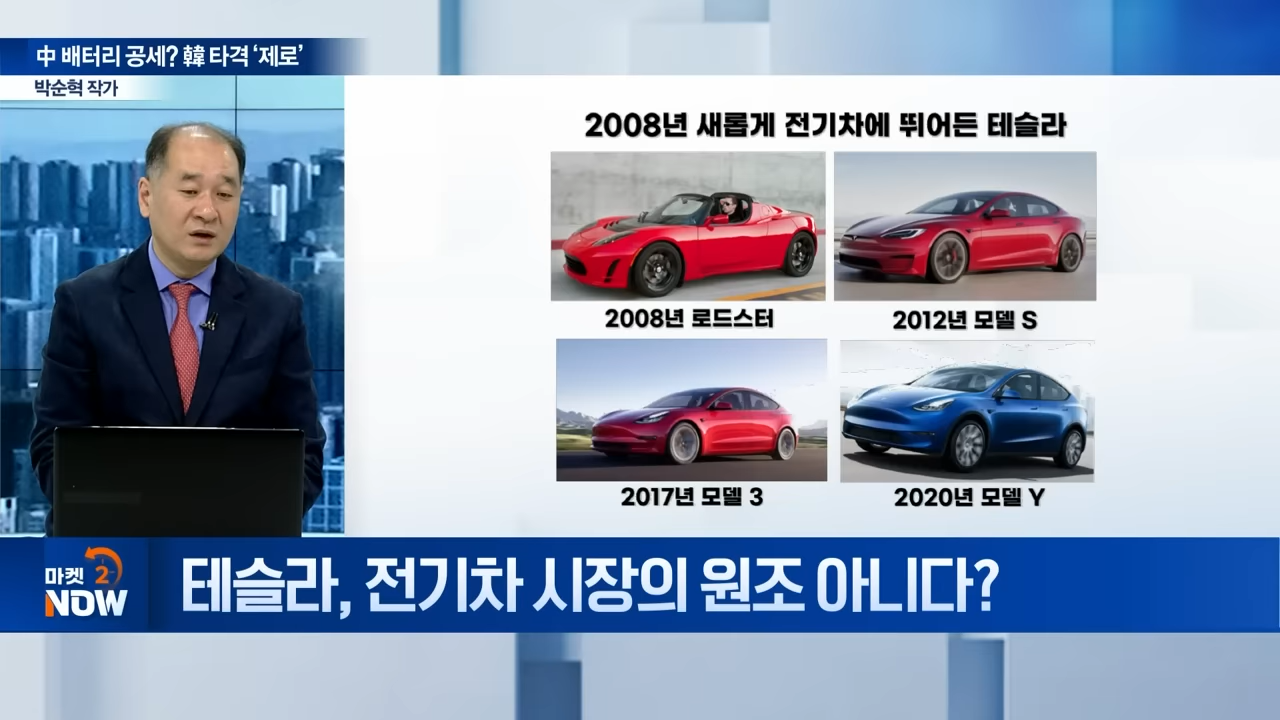 中 배터리 공세? 韓 타격 ‘제로’
박순혁 작가
2008년 새롭게 전기차에 뛰어든 테슬라
2008년 로드스터
2012년 모델 S
2017년 모델 3
2020년 모델 Y
마켓 2
NOW
테슬라, 전기차 시장의 원조 아니다?